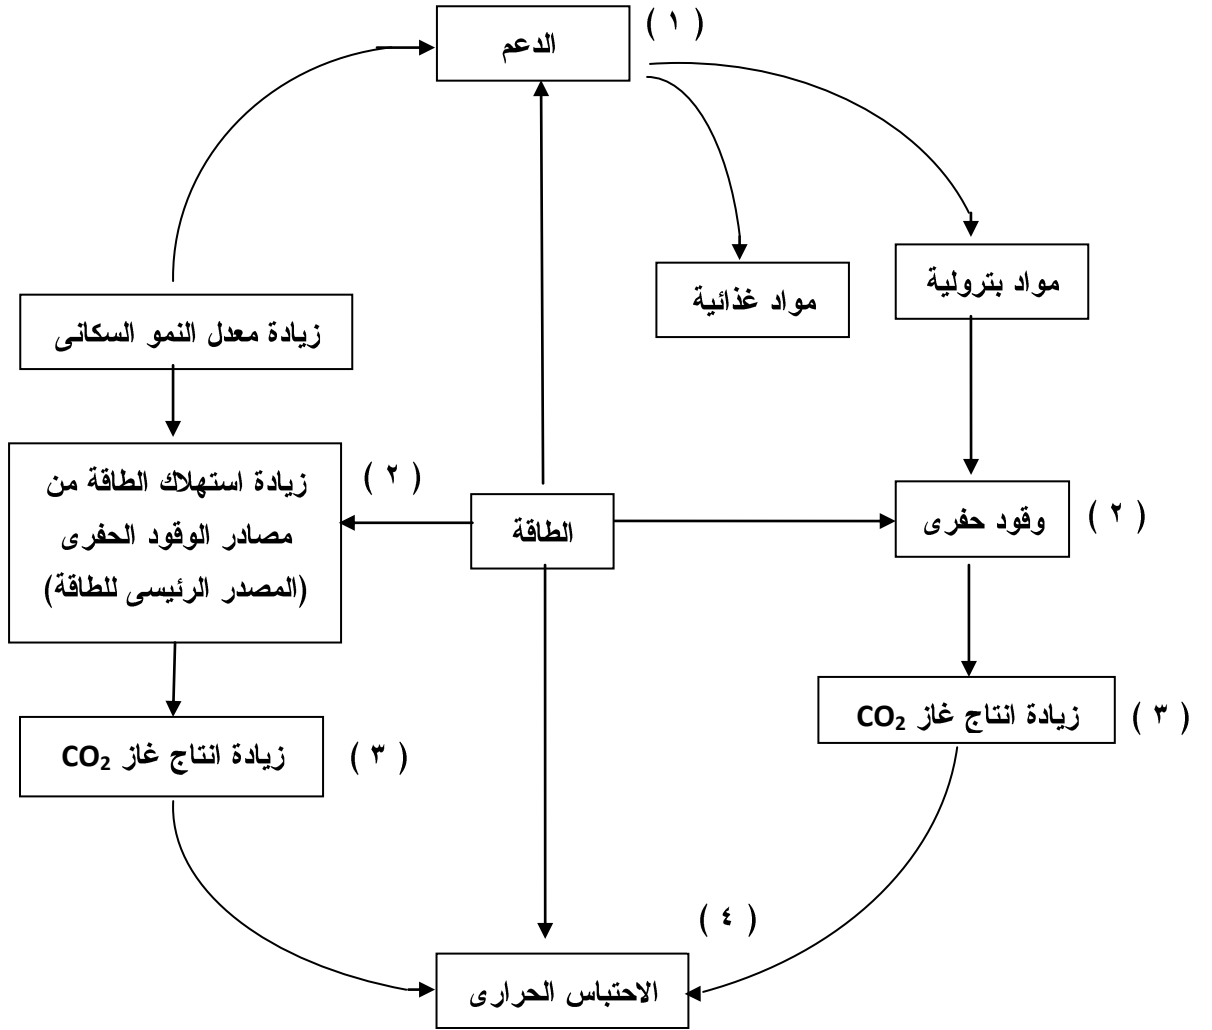 الدعم
( ١ )
مواد بترولية
مواد غذائية
زيادة معدل النمو السكانى
زيادة استهلاك الطاقة من
مصادر الوقود الحفرى
(المصدر الرئيسى للطاقة)
( ٢ )
الطاقة
وقود حفرى
( ٢ )
زيادة انتاج غاز CO₂
( ٣ )
زيادة انتاج غاز CO₂
( ٣ )
( ٤ )
الاحتباس الحرارى